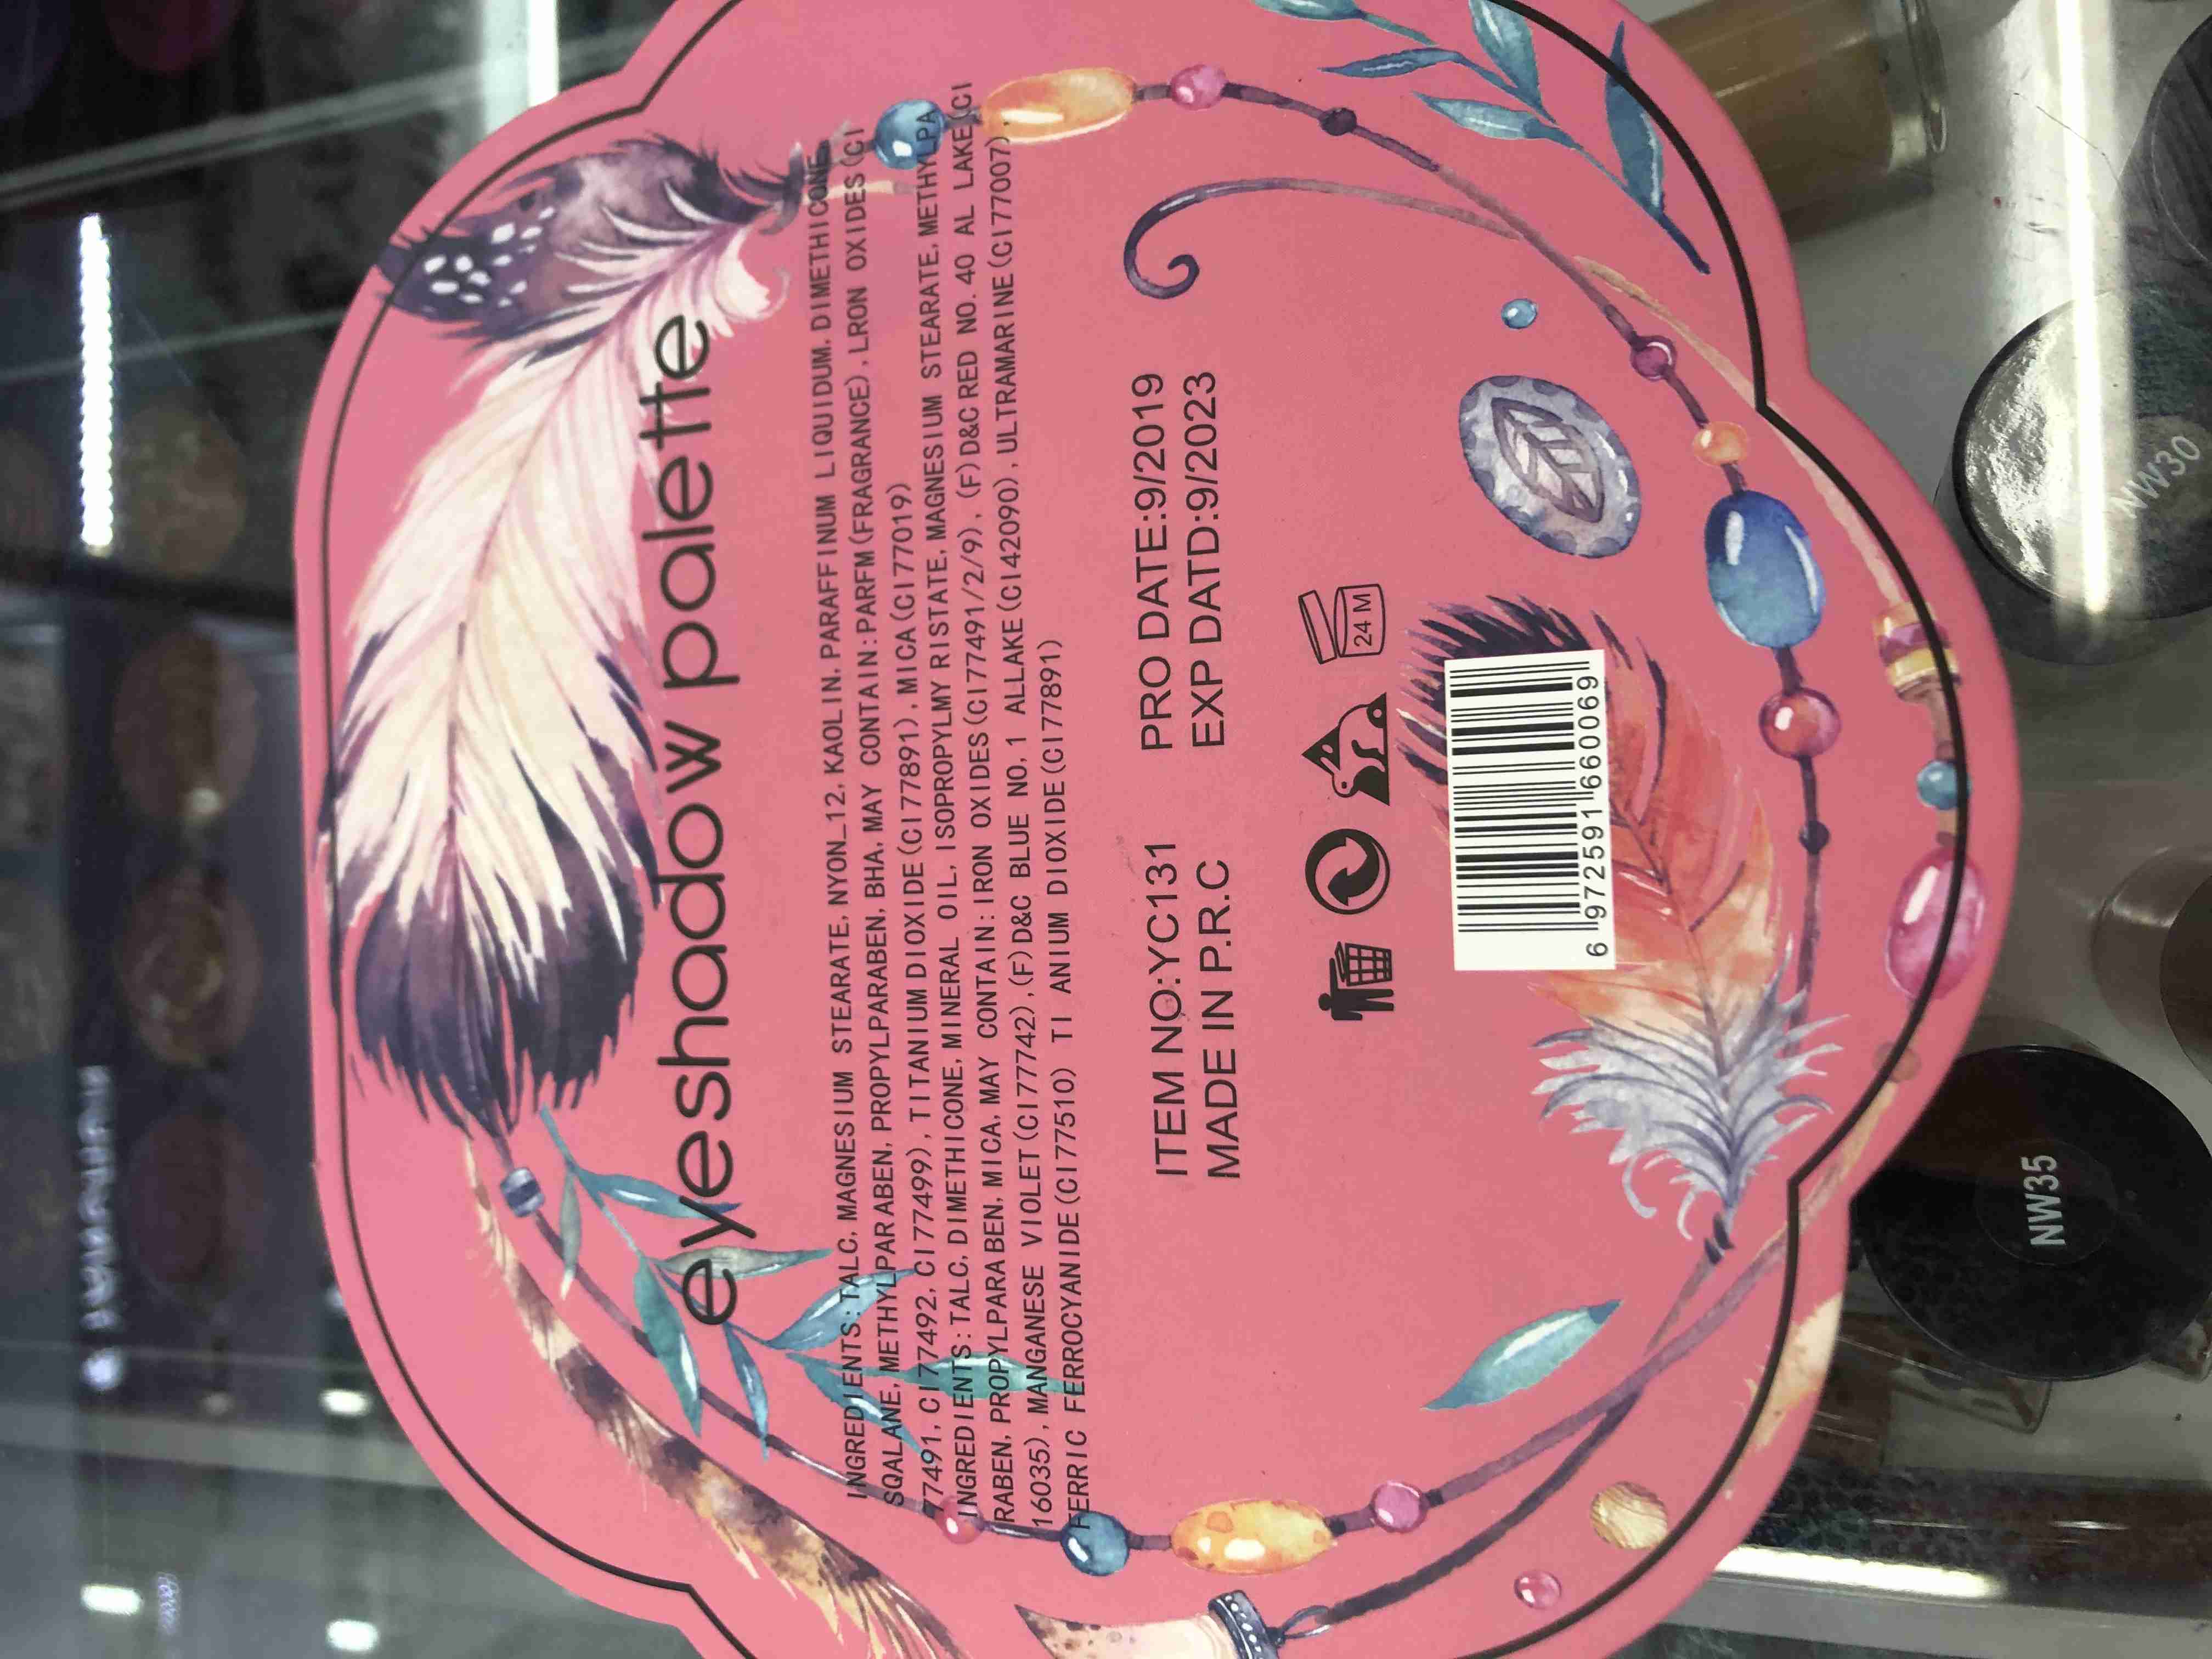 eyeshadow palette
INGREDIENTS:TALC, MAGNESIUM STEARATE, NYON_12, KAOLIN, PARAFFINUM LIQUIDUM, DIMETHICONE,
SQALANE, METHYLPARABEN, PROPYLPARABEN, BHA, MAY CONTAIN:PARFM(FRAGRANCE), LRON OXIDES(CI
77491, CI77492, CI77499), TITANIUM DIOXIDE(CI77891), MICA(CI77019)
INGREDIENTS:TALC, DIMETHICONE, MINERAL OIL, ISOPROPYLMY RISTATE, MAGNESIUM STEARATE, METHYLPA
RABEN, PROPYLPARA BEN, MICA, MAY CONTAIN:IRON OXIDES(CI77491/2/9), (F)D&C RED NO. 40 AL LAKE(CI
16035), MANGANESE VIOLET(CI77742),(F)D&C BLUE NO, 1 ALLAKE(CI42090), ULTRAMARINE(CI77007),
FERRIC FERROCYANIDE(CI77510) TI ANIUM DIOXIDE(CI77891)
ITEM NO:YC131 PRO DATE:9/2019
MADE IN P.R.C EXP DATD:9/2023
24 M
6 972591 660069
NW30
NW35